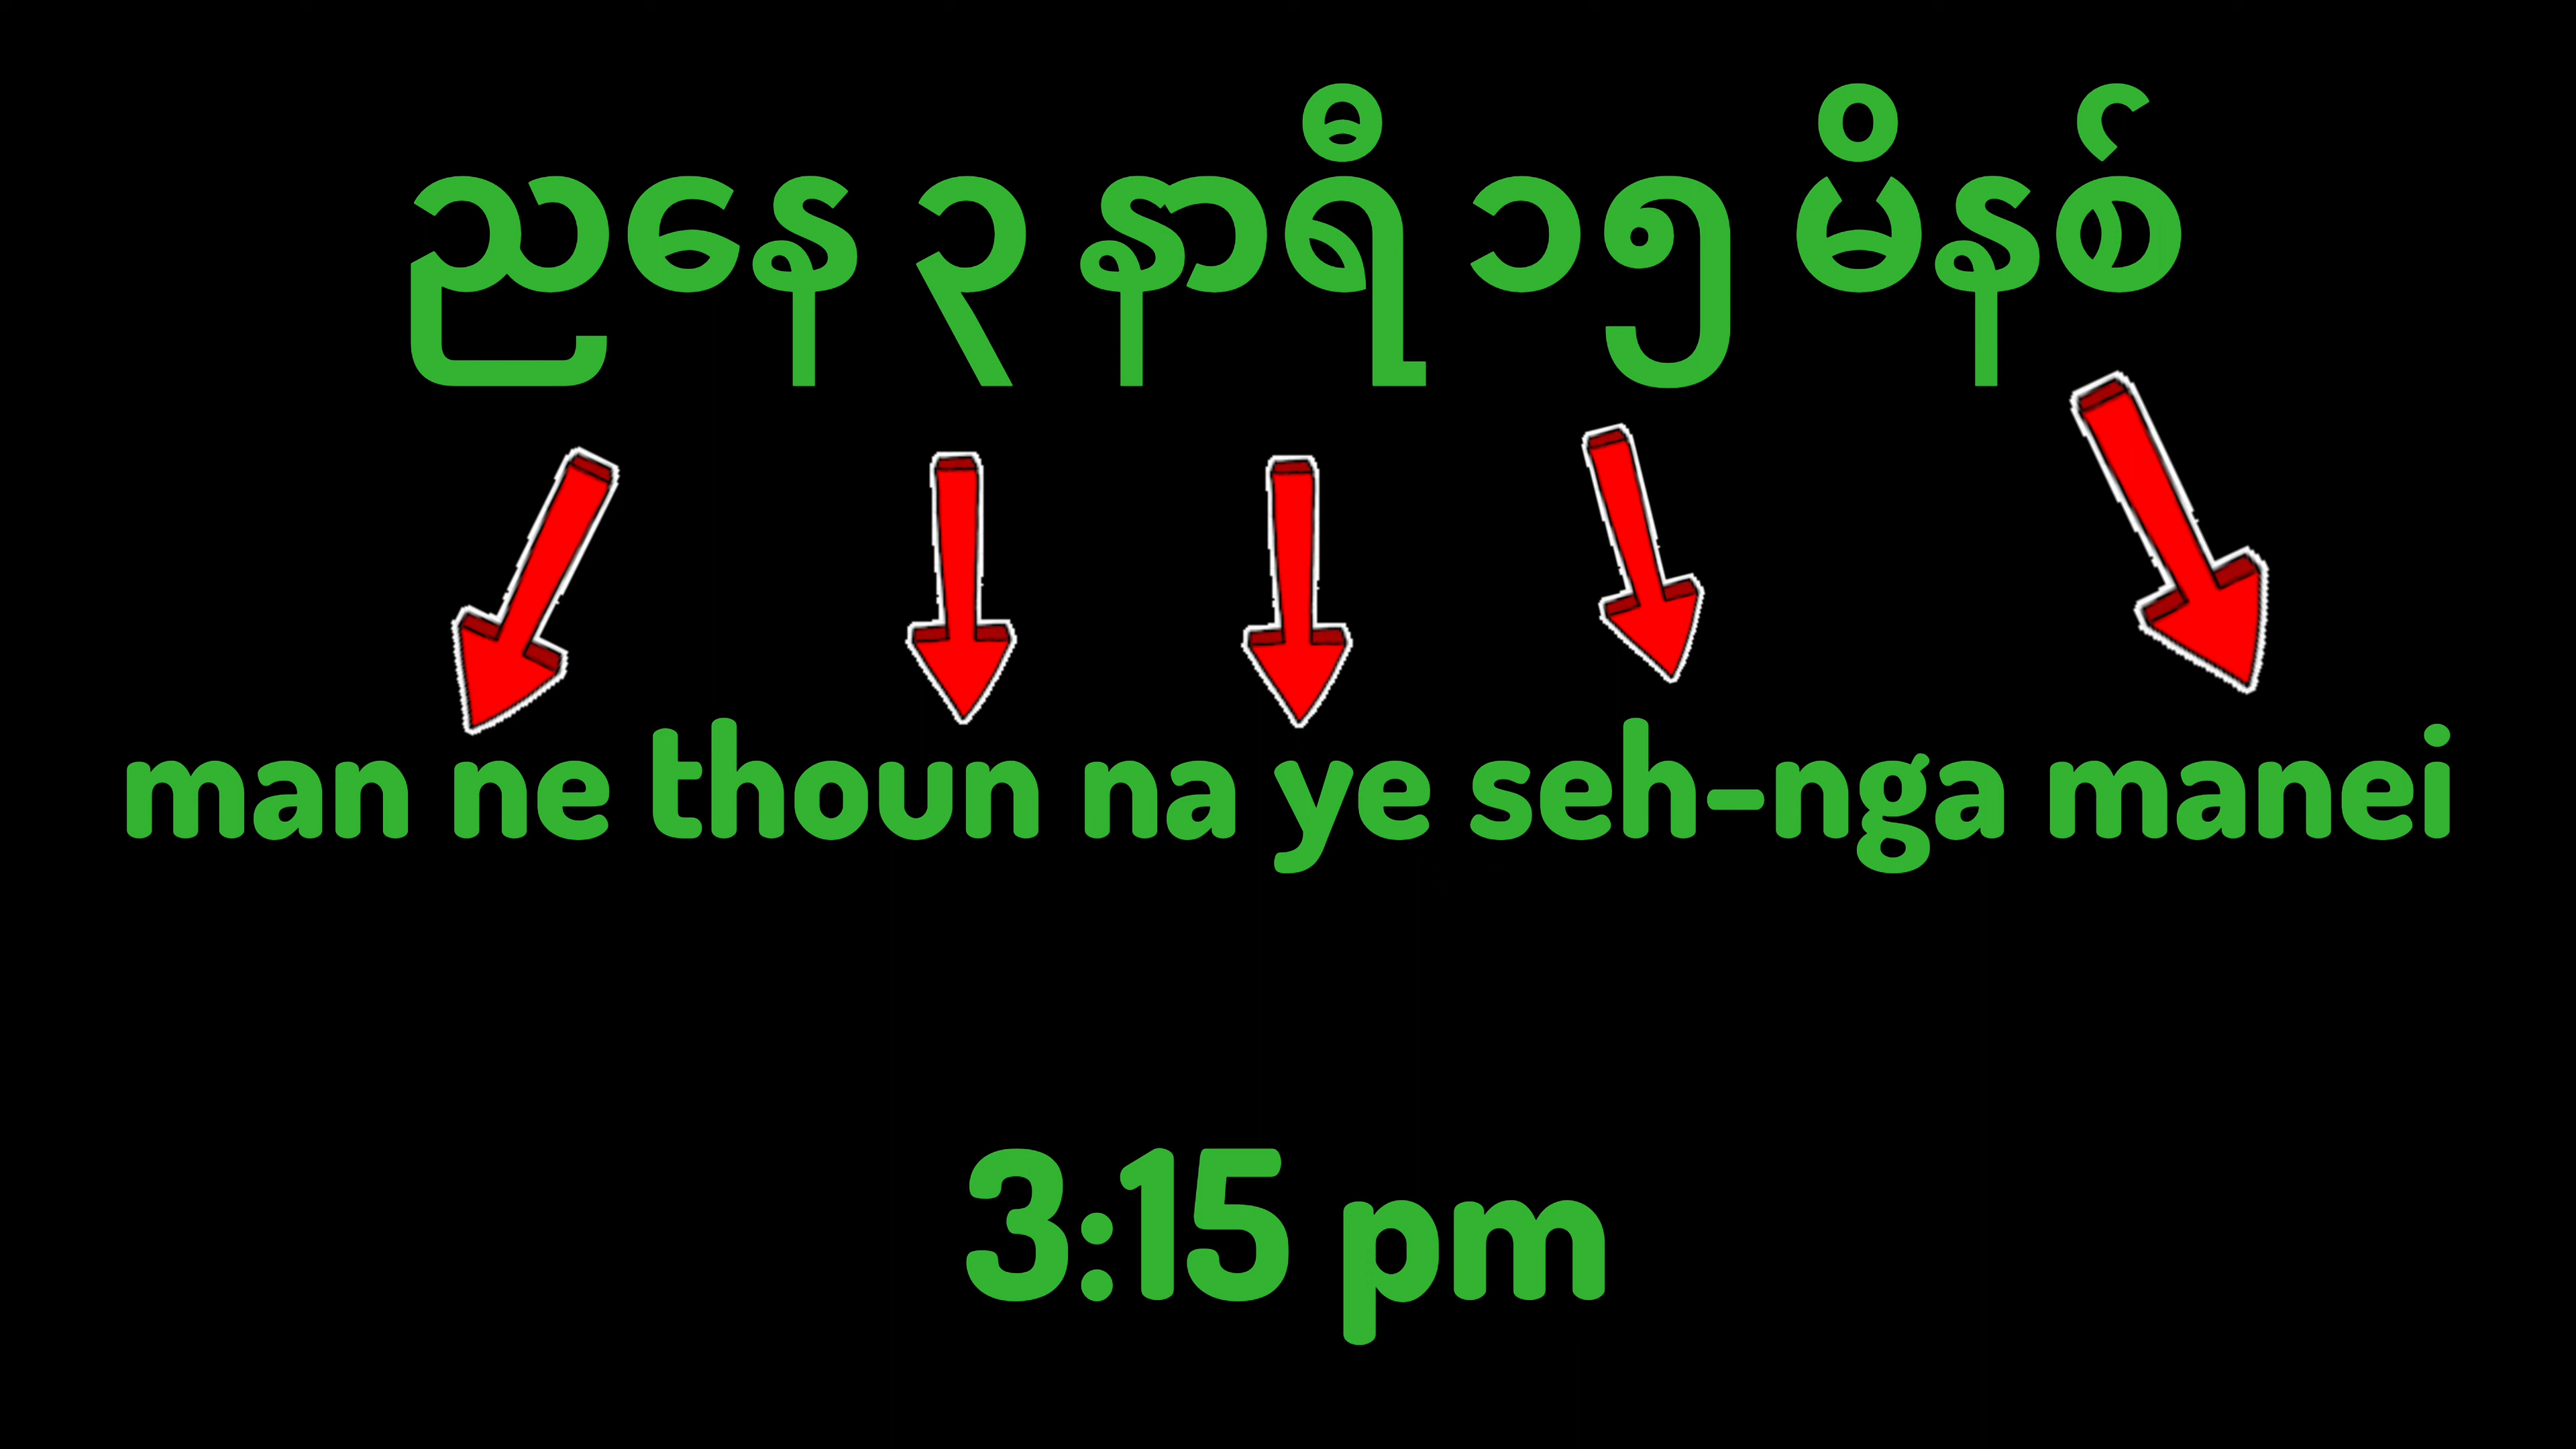 ညနေ ၃ နာရီ ၁၅ မိနစ်
man ne thoun na ye seh-nga manei
3:15 pm